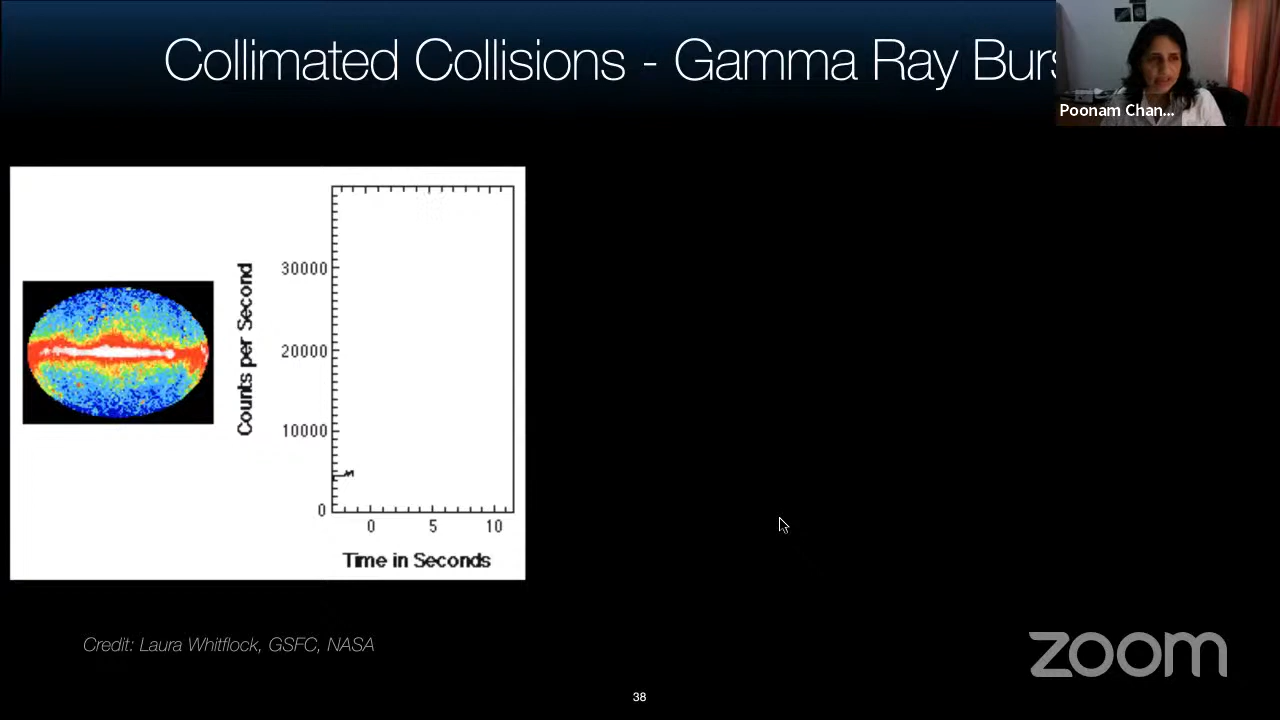 Collimated Collisions - Gamma Ray Burs
Poonam Chan...
Counts per Second
30000
20000
10000
0
0 5 10
Time in Seconds
Credit: Laura Whitflock, GSFC, NASA
zoom
38